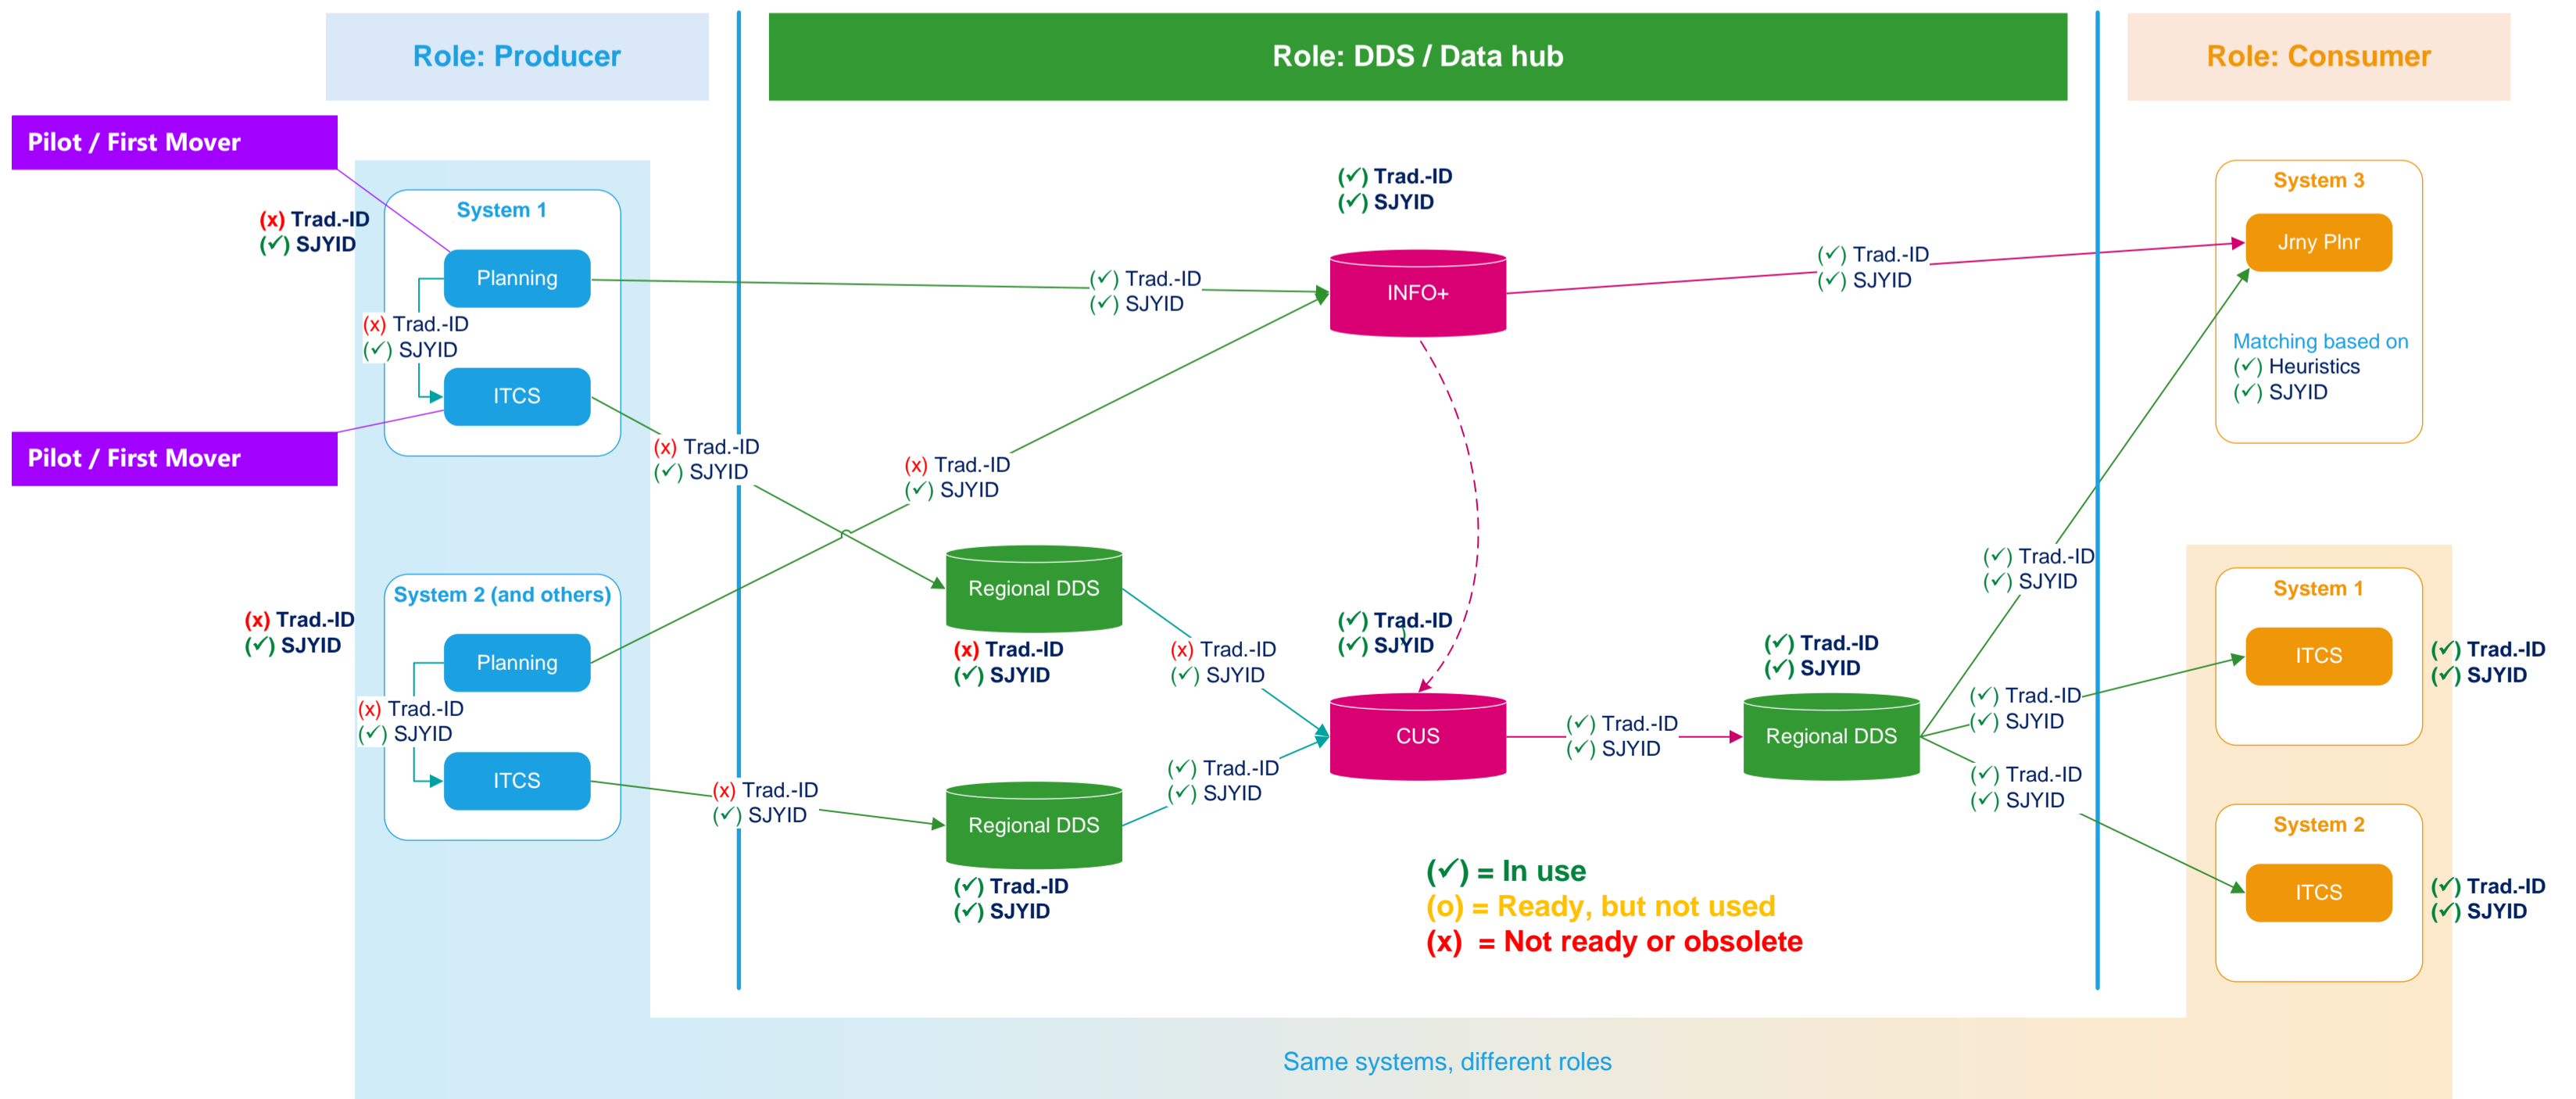 Role: Producer
Role: DDS / Data hub
Role: Consumer
Pilot / First Mover
(x) Trad.-ID
(✓) SJYID
System 1
Planning
(x) Trad.-ID
(✓) SJYID
ITCS
Pilot / First Mover
(x) Trad.-ID
(✓) SJYID
System 2 (and others)
Planning
(x) Trad.-ID
(✓) SJYID
ITCS
(✓) Trad.-ID
(✓) SJYID
(x) Trad.-ID
(✓) SJYID
(x) Trad.-ID
(✓) SJYID
(x) Trad.-ID
(✓) SJYID
(✓) Trad.-ID
(✓) SJYID
INFO+
Regional DDS
(x) Trad.-ID
(✓) SJYID
(x) Trad.-ID
(✓) SJYID
Regional DDS
(✓) Trad.-ID
(✓) SJYID
(✓) Trad.-ID
(✓) SJYID
(✓) Trad.-ID
(✓) SJYID
CUS
(✓) Trad.-ID
(✓) SJYID
(✓) Trad.-ID
(✓) SJYID
Regional DDS
(✓) = In use
(o) = Ready, but not used
(x) = Not ready or obsolete
(✓) Trad.-ID
(✓) SJYID
(✓) Trad.-ID
(✓) SJYID
(✓) Trad.-ID
(✓) SJYID
(✓) Trad.-ID
(✓) SJYID
System 3
Jrny Plnr
Matching based on
(✓) Heuristics
(✓) SJYID
System 1
ITCS
(✓) Trad.-ID
(✓) SJYID
System 2
ITCS
(✓) Trad.-ID
(✓) SJYID
Same systems, different roles